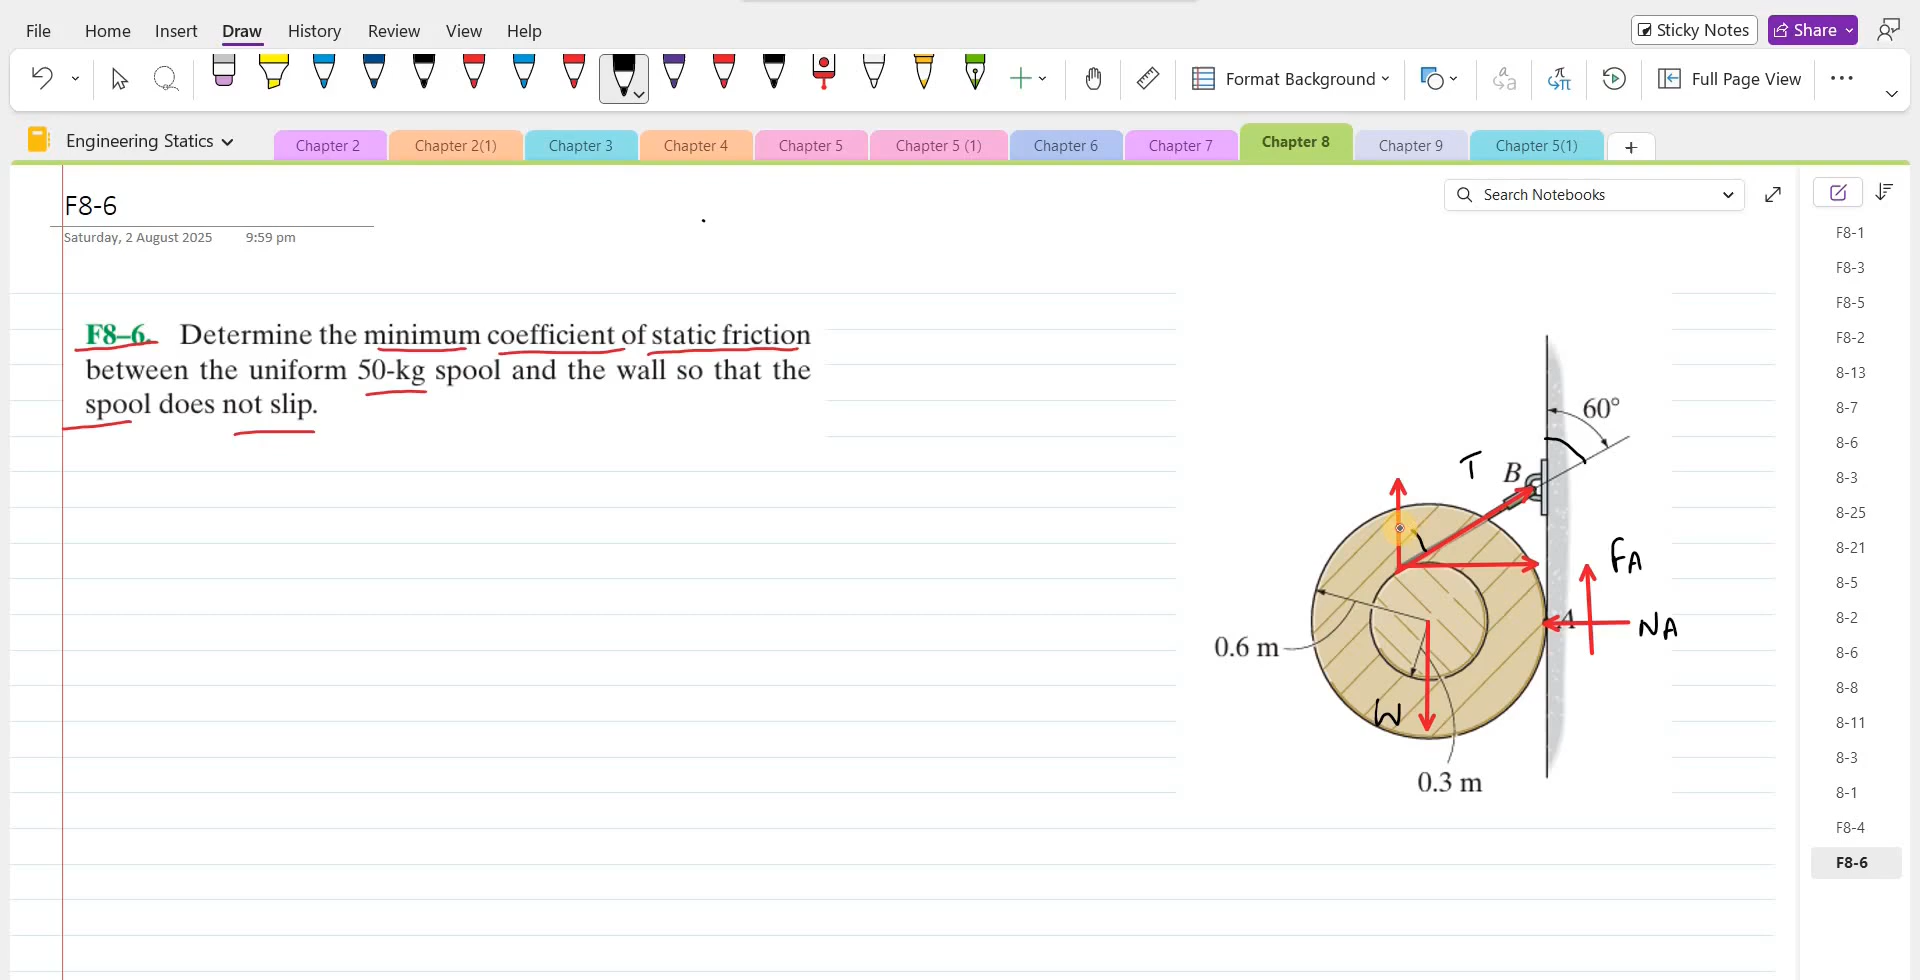 File Home Insert Draw History Review View Help Sticky Notes Share
Format Background Full Page View
Engineering Statics Chapter 2 Chapter 2(1) Chapter 3 Chapter 4 Chapter 5 Chapter 5 (1) Chapter 6 Chapter 7 Chapter 8 Chapter 9 Chapter 5(1) +
Search Notebooks
F8-6
Saturday, 2 August 2025 9:59 pm
F8–6. Determine the minimum coefficient of static friction
between the uniform 50-kg spool and the wall so that the
spool does not slip.
60°
T
B
FA
A
NA
0.6 m
W
0.3 m
F8-1
F8-3
F8-5
F8-2
8-13
8-7
8-6
8-3
8-25
8-21
8-5
8-2
8-6
8-8
8-11
8-3
8-1
F8-4
F8-6